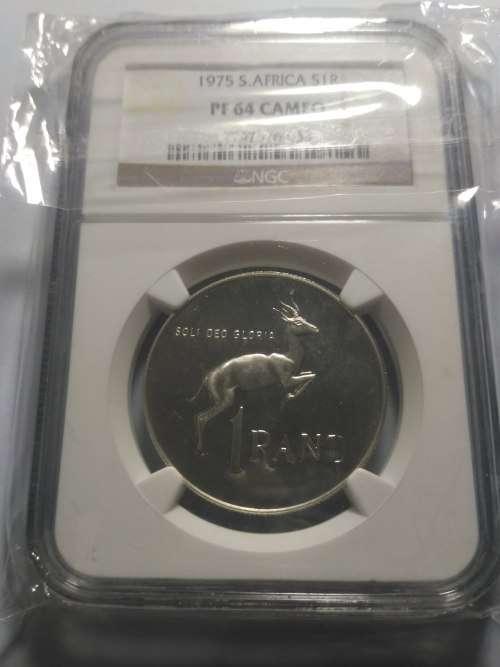 1975 S.AFRICA S1R
PF 64 CAMEO
NGC
SOLI DEO GLORIA
1 RAND